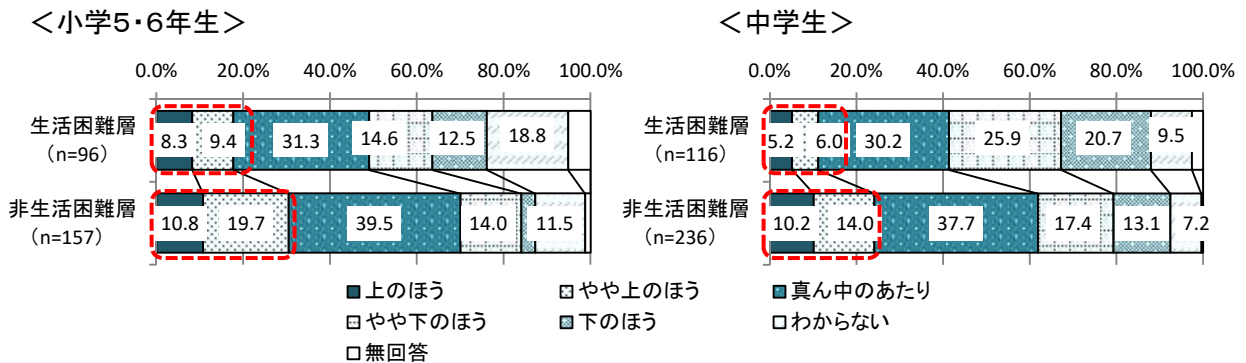 ＜小学5・6年生＞
0.0% 20.0% 40.0% 60.0% 80.0% 100.0%
生活困難層
（n=96）
8.3 9.4 31.3 14.6 12.5 18.8
非生活困難層
（n=157）
10.8 19.7 39.5 14.0 11.5
＜中学生＞
0.0% 20.0% 40.0% 60.0% 80.0% 100.0%
生活困難層
（n=116）
5.2 6.0 30.2 25.9 20.7 9.5
非生活困難層
（n=236）
10.2 14.0 37.7 17.4 13.1 7.2
上のほう やや上のほう 真ん中のあたり
やや下のほう 下のほう わからない
無回答